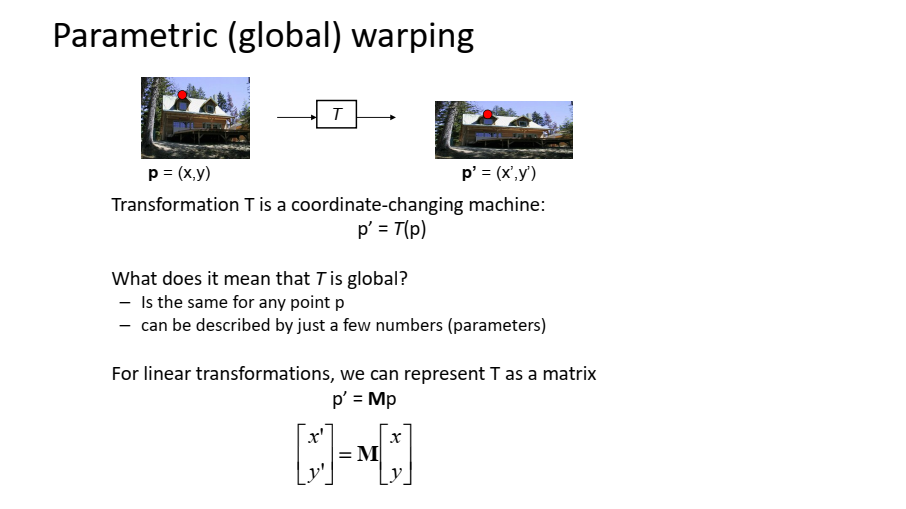 Parametric (global) warping
T
p = (x,y)
p’ = (x’,y’)
Transformation T is a coordinate-changing machine:
p’ = T(p)
What does it mean that T is global?
– Is the same for any point p
– can be described by just a few numbers (parameters)
For linear transformations, we can represent T as a matrix
p’ = Mp
[x'] = M [x]
[y'] [y]